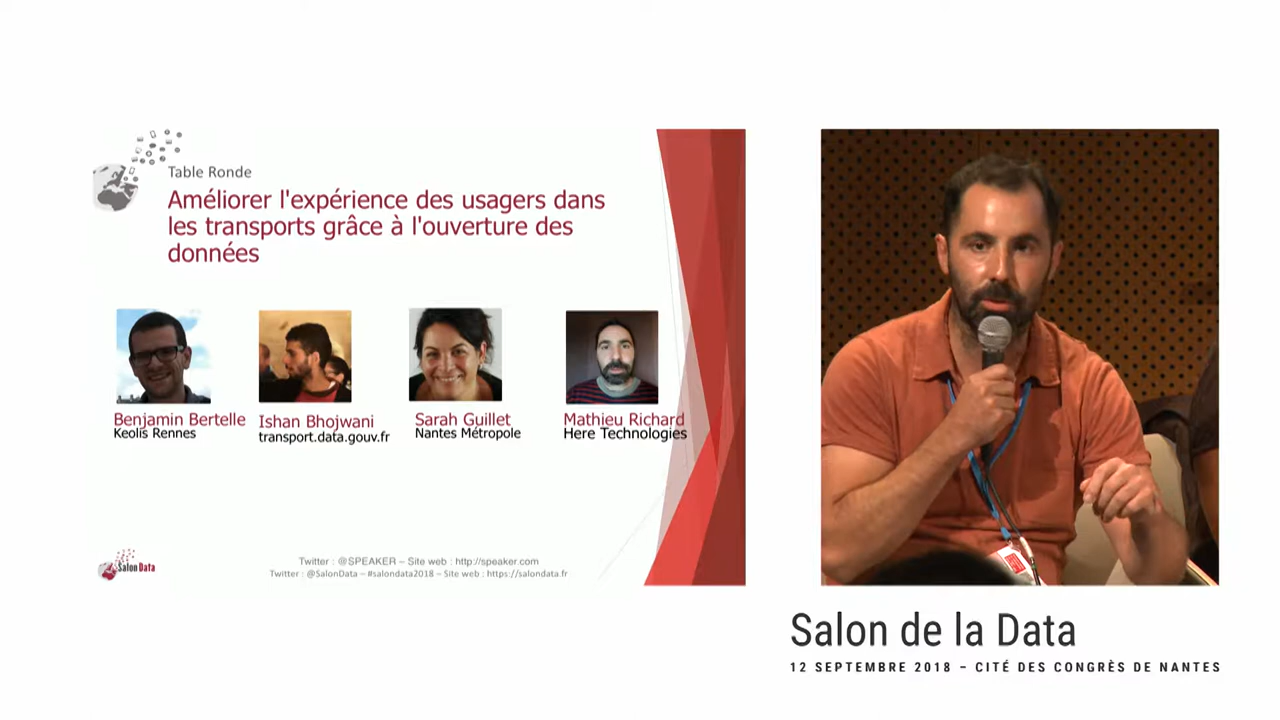 Table Ronde
Améliorer l'expérience des usagers dans
les transports grâce à l'ouverture des
données
Benjamin Bertelle
Keolis Rennes
Ishan Bhojwani
transport.data.gouv.fr
Sarah Guillet
Nantes Métropole
Mathieu Richard
Here Technologies
Salon Data
Twitter : @SPEAKER – Site web : http://speaker.com
Twitter : @SalonData – #salondata2018 – Site web : https://salondata.fr
Salon de la Data
12 SEPTEMBRE 2018 – CITÉ DES CONGRÈS DE NANTES